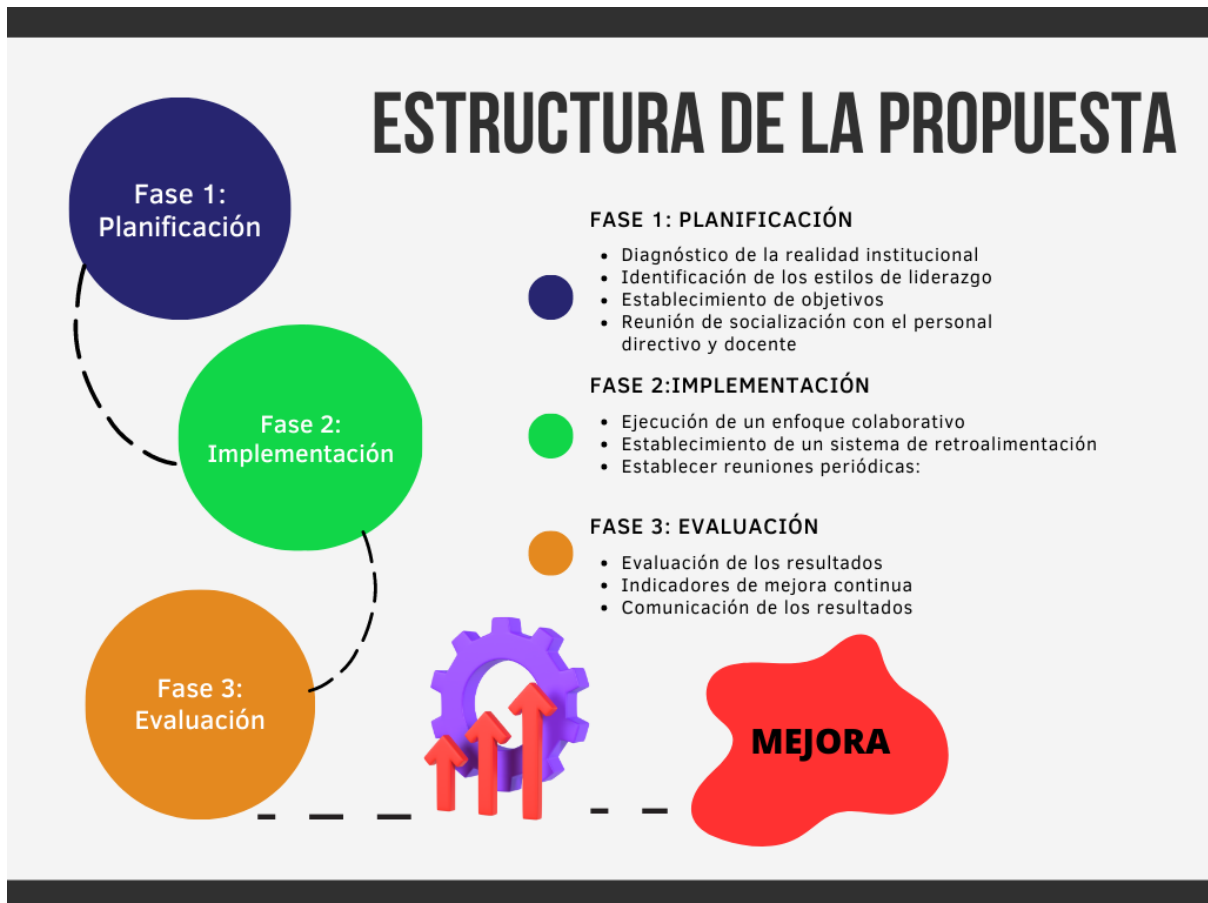 ESTRUCTURA DE LA PROPUESTA
Fase 1:
Planificación
Fase 2:
Implementación
Fase 3:
Evaluación
FASE 1: PLANIFICACIÓN
• Diagnóstico de la realidad institucional
• Identificación de los estilos de liderazgo
• Establecimiento de objetivos
• Reunión de socialización con el personal
directivo y docente
FASE 2:IMPLEMENTACIÓN
• Ejecución de un enfoque colaborativo
• Establecimiento de un sistema de retroalimentación
• Establecer reuniones periódicas:
FASE 3: EVALUACIÓN
• Evaluación de los resultados
• Indicadores de mejora continua
• Comunicación de los resultados
MEJORA